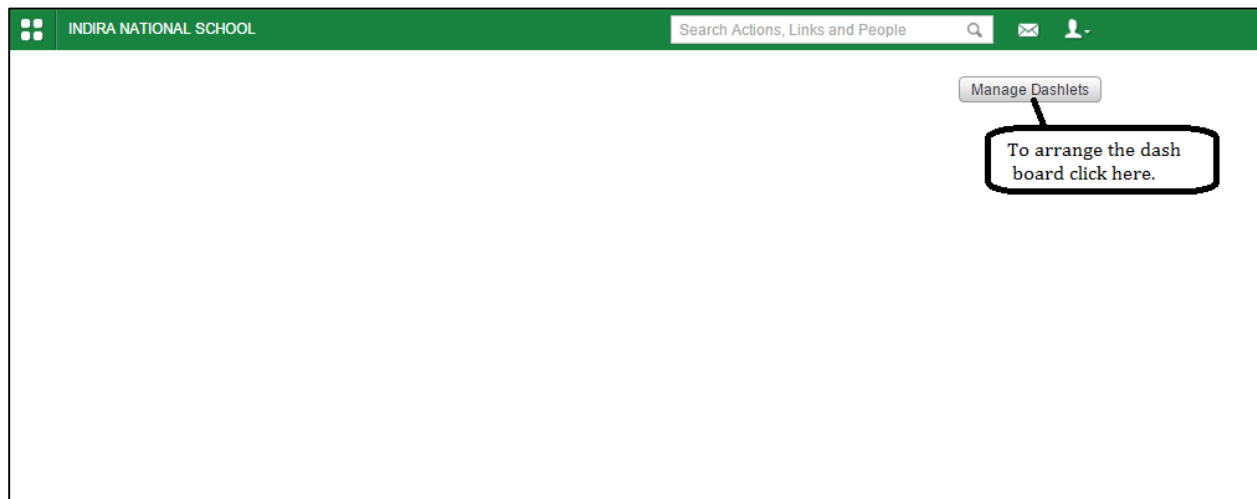 INDIRA NATIONAL SCHOOL
Search Actions, Links and People
Manage Dashlets
To arrange the dash
board click here.